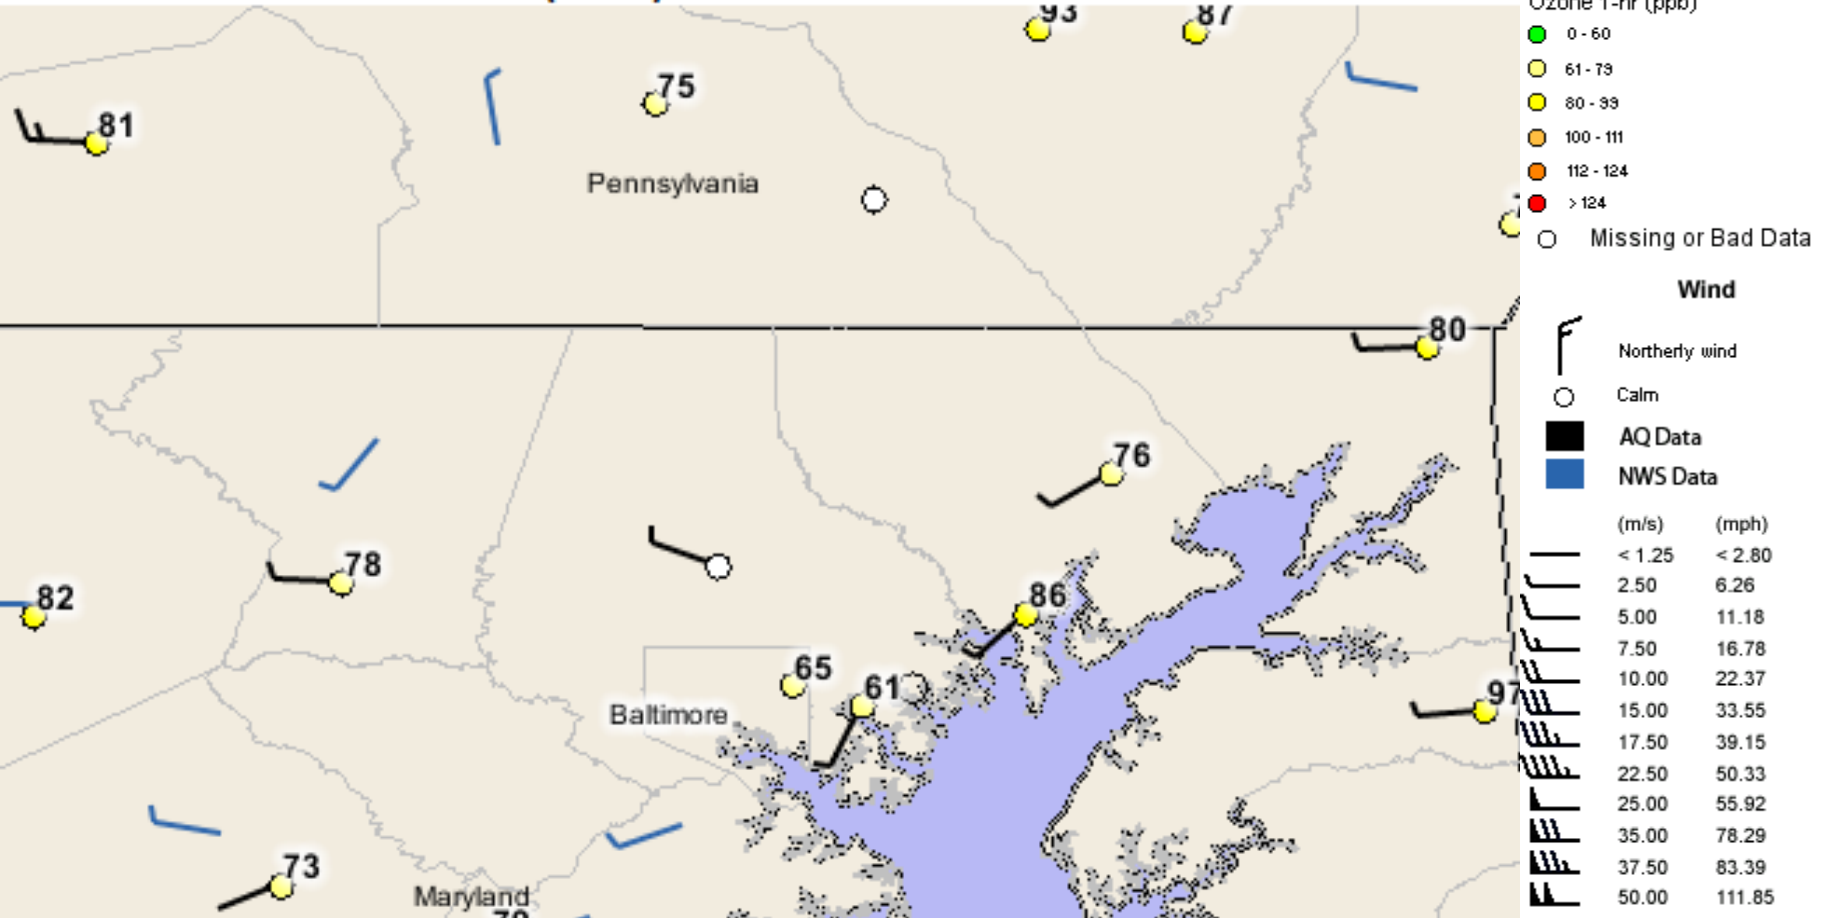 Ozone 1-hr (ppb)
93
87
0 - 60
61 - 79
75
80 - 99
81
100 - 111
112 - 124
Pennsylvania
> 124
Missing or Bad Data
Wind
80
Northerly wind
Calm
AQ Data
76
NWS Data
(m/s) (mph)
< 1.25 < 2.80
78
2.50 6.26
82
86
5.00 11.18
7.50 16.78
65
10.00 22.37
61
97
Baltimore
15.00 33.55
17.50 39.15
22.50 50.33
25.00 55.92
35.00 78.29
73
37.50 83.39
Maryland
50.00 111.85